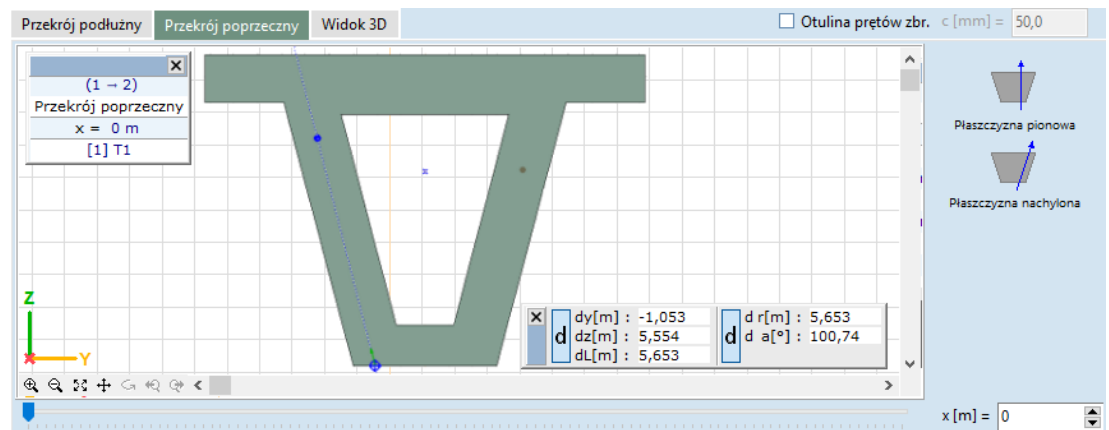 Przekrój podłużny
Przekrój poprzeczny
Widok 3D
Otulina prętów zbr. c [mm] = 50,0
(1 → 2)
Przekrój poprzeczny
x = 0 m
[1] T1
Płaszczyzna pionowa
Płaszczyzna nachylona
Z
Y
d
dy[m] : -1,053
dz[m] : 5,554
dL[m] : 5,653
d
d r[m] : 5,653
d a[°] : 100,74
x [m] = 0